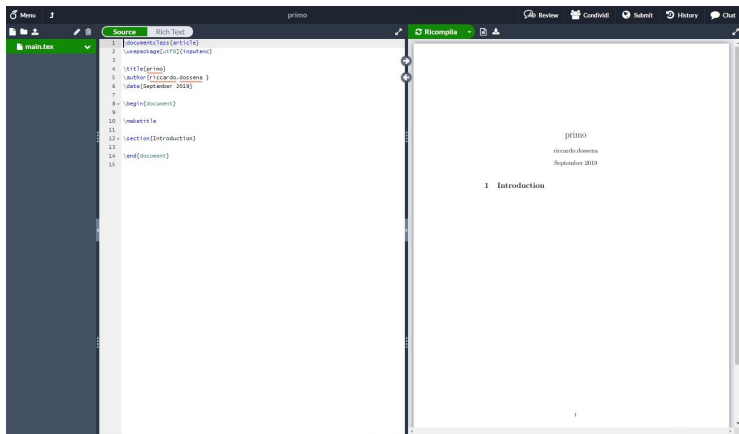 Menu
primo
Review
Condividi
Submit
History
Chat
Source
Rich Text
Ricompila
main.tex
1 \documentclass{article}
2 \usepackage[utf8]{inputenc}
3
4 \title{primo}
5 \author{riccardo.dossena }
6 \date{September 2019}
7
8 \begin{document}
9
10 \maketitle
11
12 \section{Introduction}
13
14 \end{document}
15
primo
riccardo.dossena
September 2019
1 Introduction
1